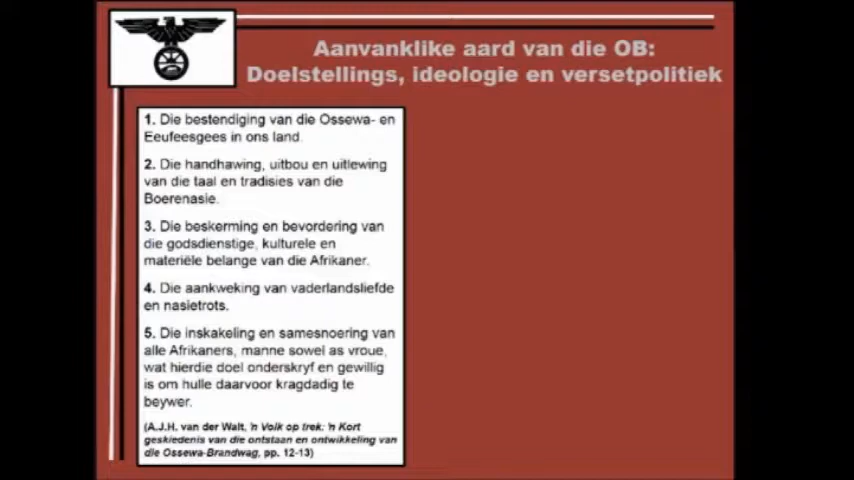 Aanvanklike aard van die OB:
Doelstellings, ideologie en versetpolitiek
1. Die bestendiging van die Ossewa- en
Eeufeesgees in ons land.
2. Die handhawing, uitbou en uitlewing
van die taal en tradisies van die
Boerenasie.
3. Die beskerming en bevordering van
die godsdienstige, kulturele en
materiële belange van die Afrikaner.
4. Die aankweking van vaderlandsliefde
en nasietrots.
5. Die inskakeling en samesnoering van
alle Afrikaners, manne sowel as vroue,
wat hierdie doel onderskryf en gewillig
is om hulle daarvoor kragdadig te
beywer.
(A.J.H. van der Walt, 'n Volk op trek: 'n Kort
geskiedenis van die ontstaan en ontwikkeling van
die Ossewa-Brandwag, pp. 12-13)